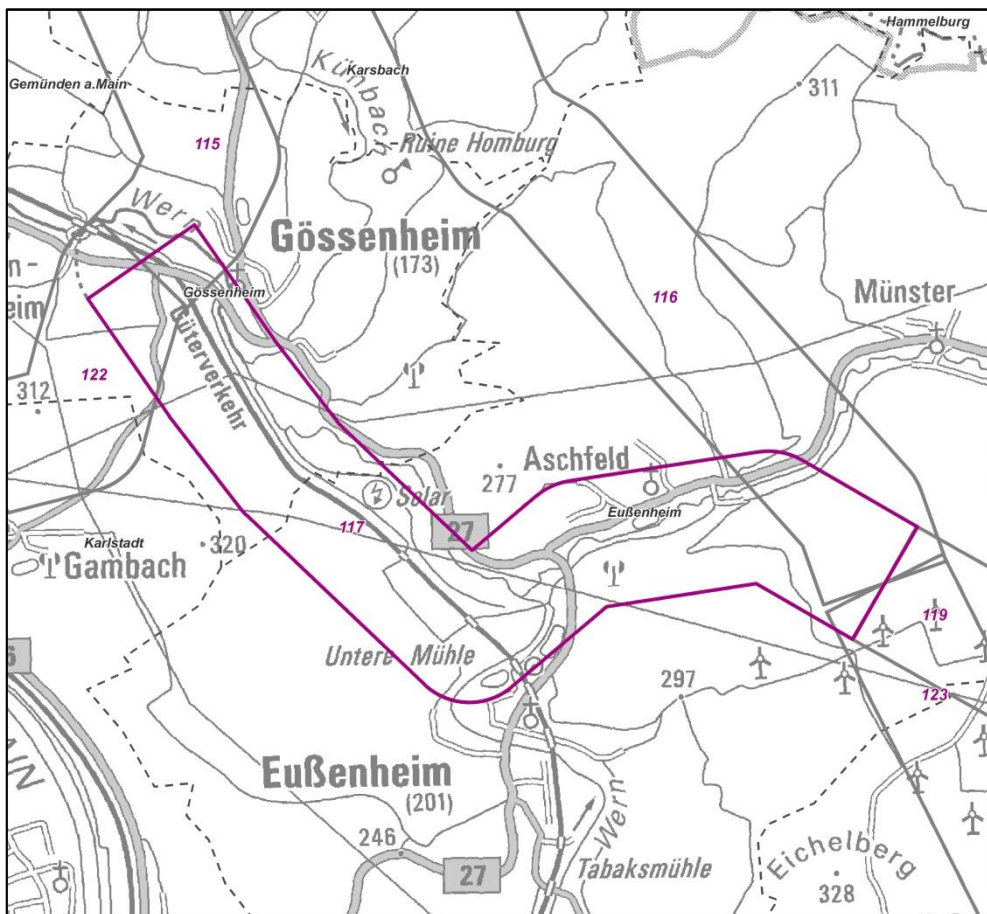 Hammelburg
Gemünden a.Main
Karsbach
Künbach
311
115
Ruine Homburg
Wern
Gössenheim
(173)
116
Münster
Gössenheim
eim
Güterverkehr
122
312
277
Aschfeld
Solar
27
Eußenheim
117
Karlstadt
320
Gambach
119
Untere Mühle
297
123
Eußenheim
(201)
Wern
246
27
Tabaksmühle
Eichelberg
328